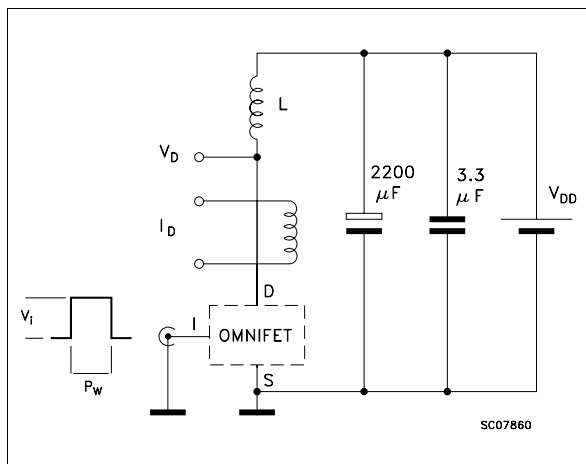 L
V_D
2200
μF
3.3
μF
V_DD
I_D
D
V_i
I
OMNIFET
P_W
S
SC07860